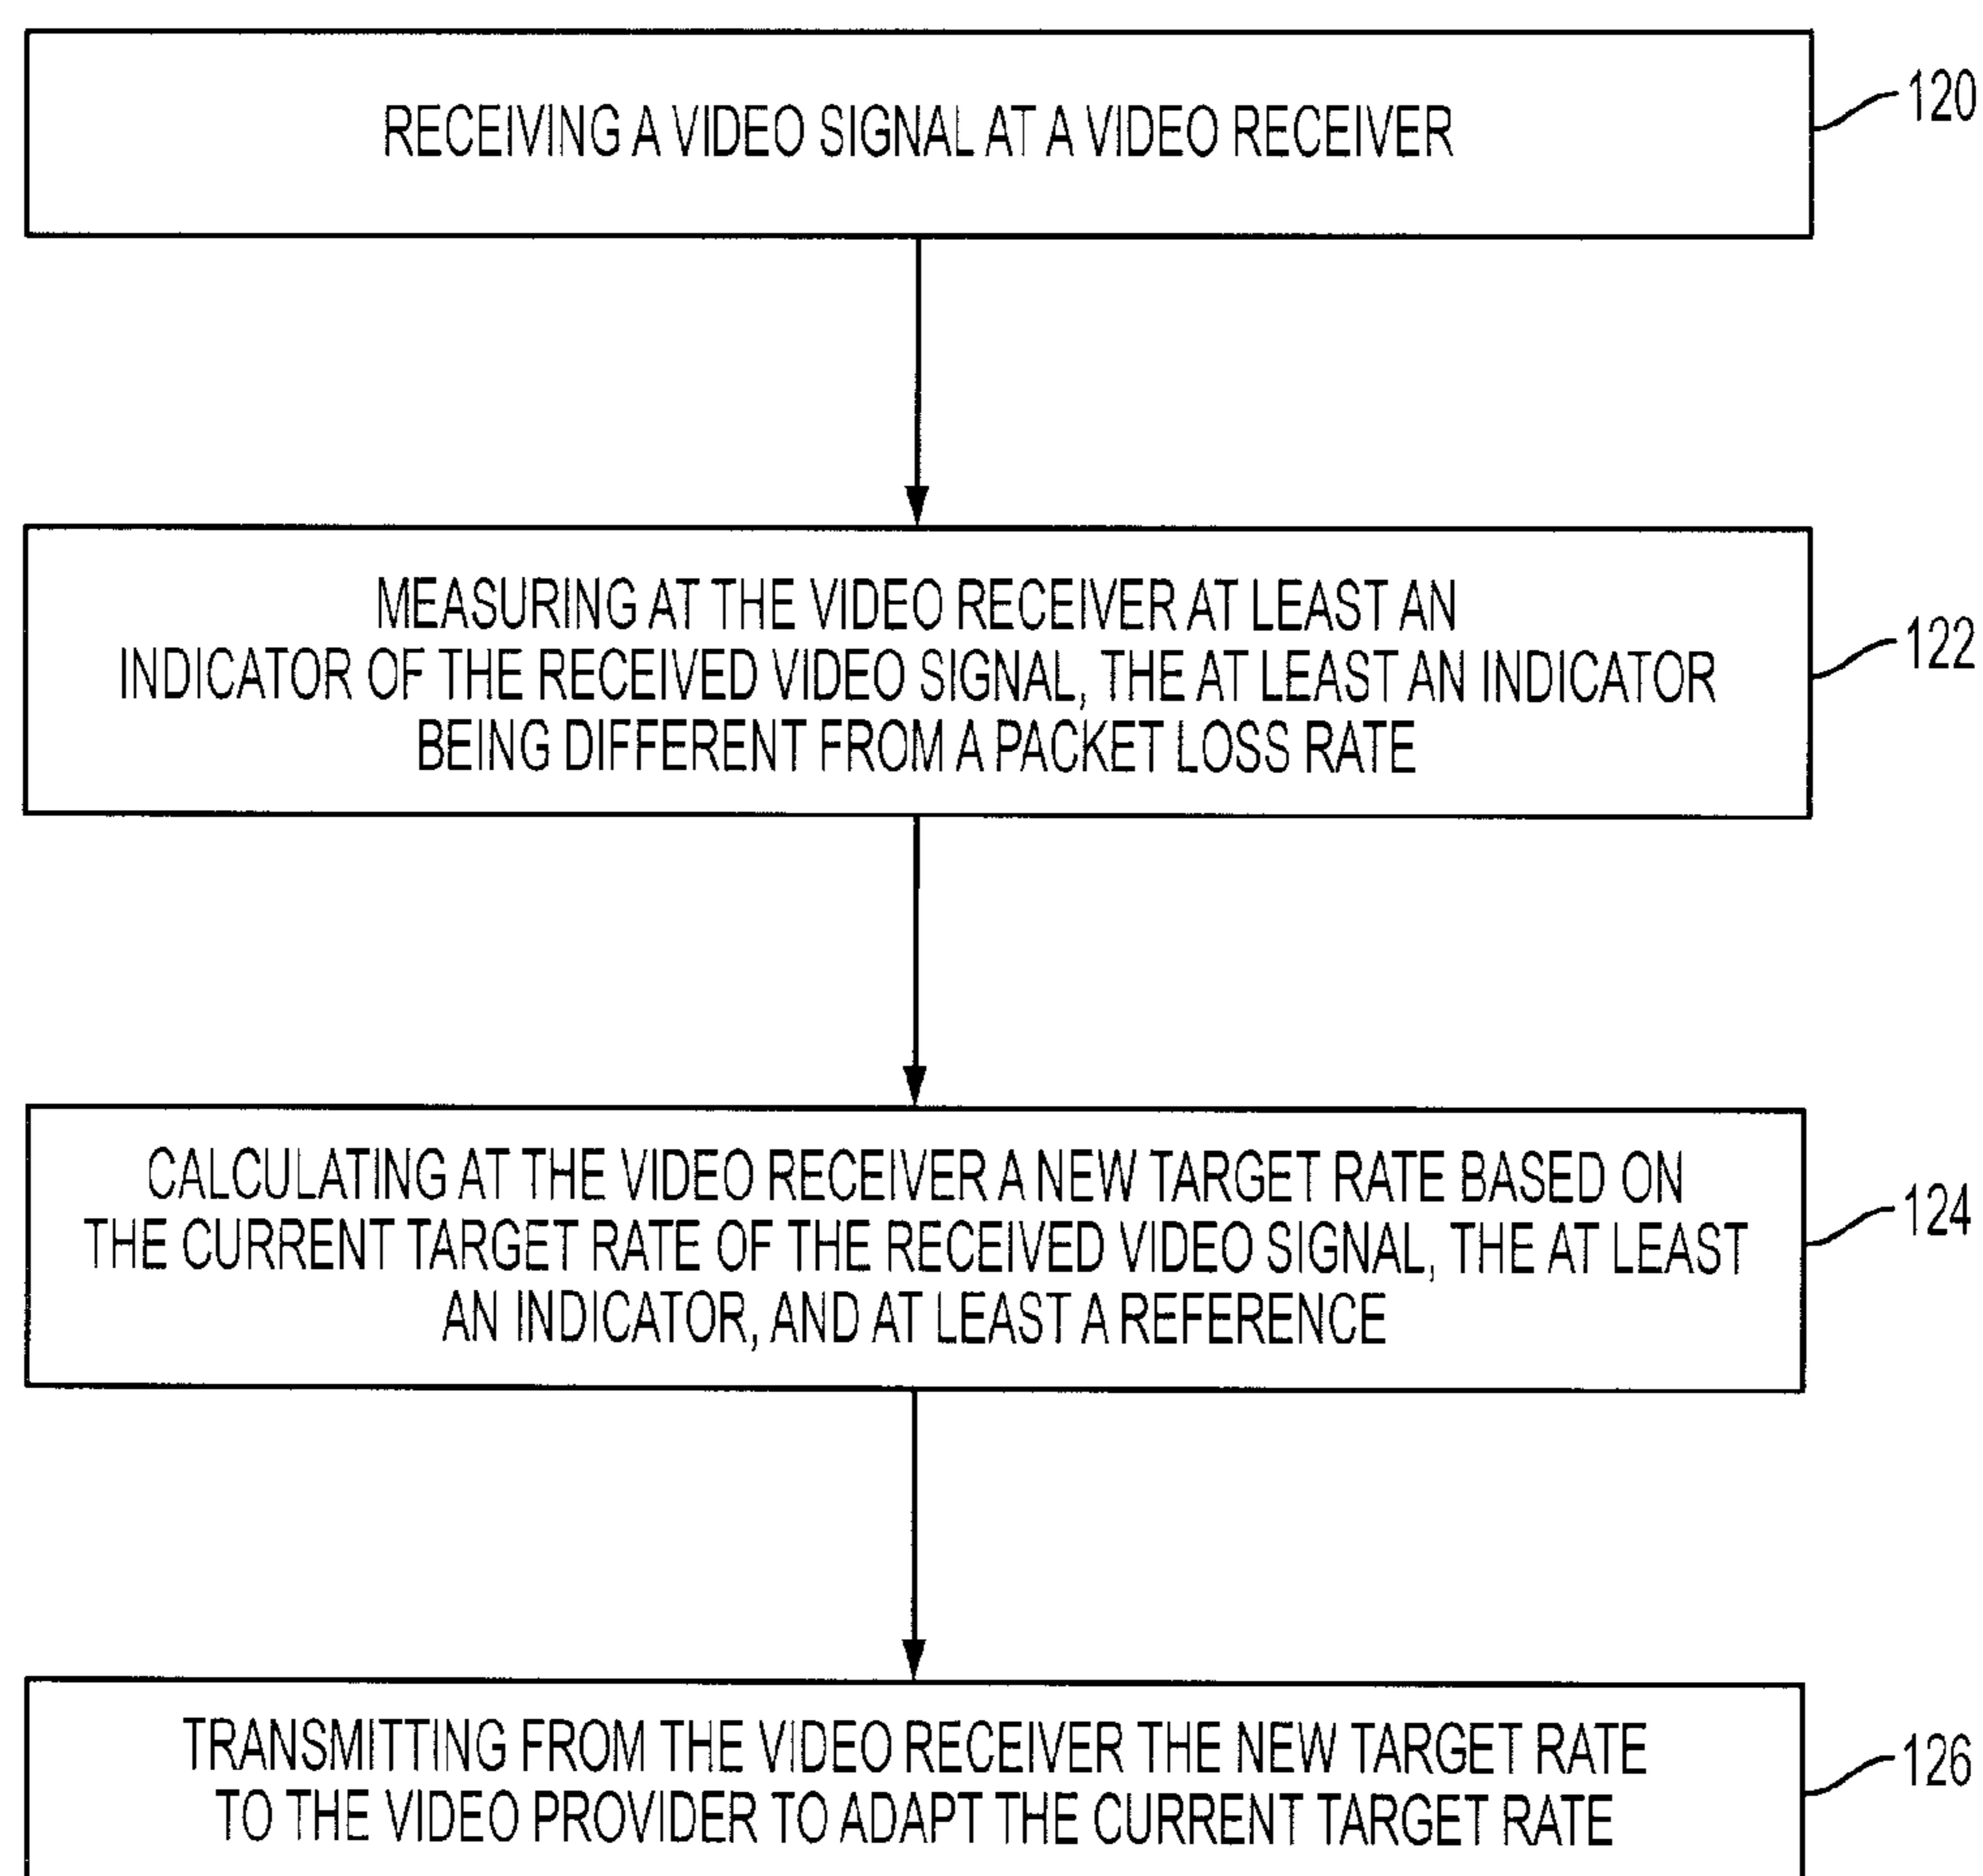 RECEIVING A VIDEO SIGNAL AT A VIDEO RECEIVER
120
MEASURING AT THE VIDEO RECEIVER AT LEAST AN
INDICATOR OF THE RECEIVED VIDEO SIGNAL, THE AT LEAST AN INDICATOR
BEING DIFFERENT FROM A PACKET LOSS RATE
122
CALCULATING AT THE VIDEO RECEIVER A NEW TARGET RATE BASED ON
THE CURRENT TARGET RATE OF THE RECEIVED VIDEO SIGNAL, THE AT LEAST
AN INDICATOR, AND AT LEAST A REFERENCE
124
TRANSMITTING FROM THE VIDEO RECEIVER THE NEW TARGET RATE
TO THE VIDEO PROVIDER TO ADAPT THE CURRENT TARGET RATE
126